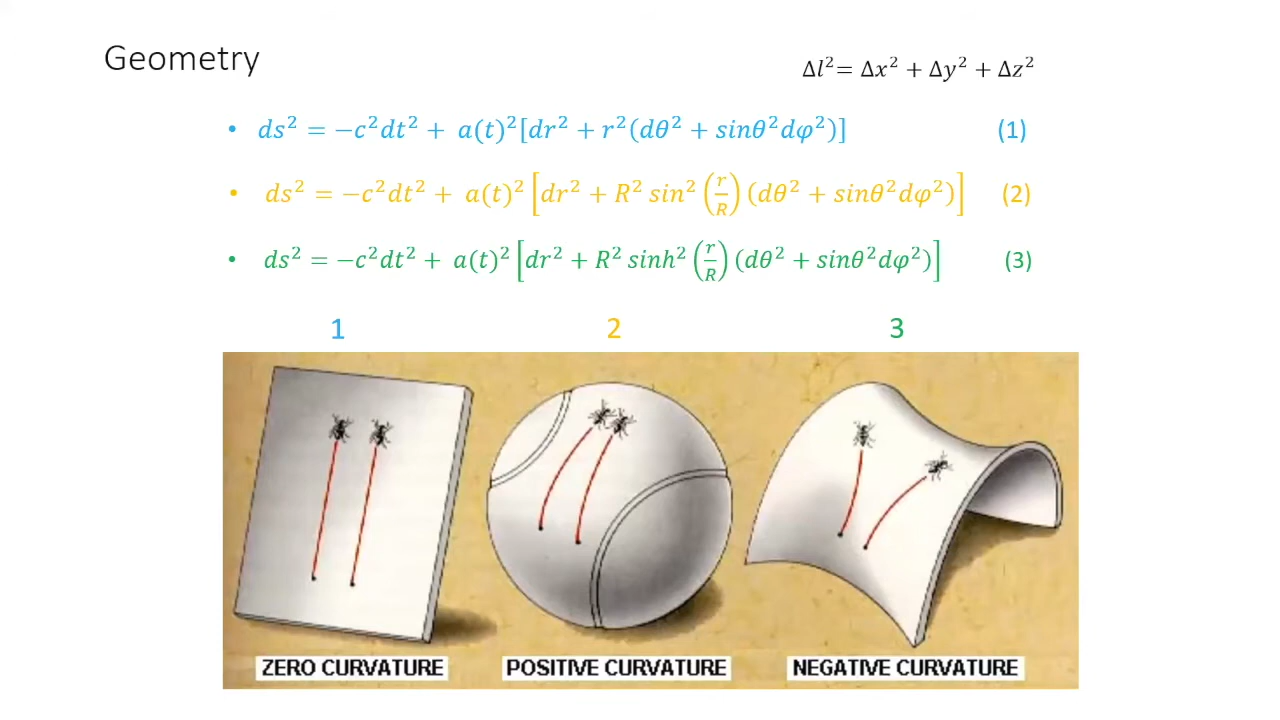 Geometry
Δl² = Δx² + Δy² + Δz²
• ds² = −c²dt² + a(t)²[dr² + r²(dθ² + sinθ²dφ²)] (1)
• ds² = −c²dt² + a(t)² [dr² + R² sin² (r/R) (dθ² + sinθ²dφ²)] (2)
• ds² = −c²dt² + a(t)² [dr² + R² sinh² (r/R) (dθ² + sinθ²dφ²)] (3)
1 2 3
ZERO CURVATURE POSITIVE CURVATURE NEGATIVE CURVATURE